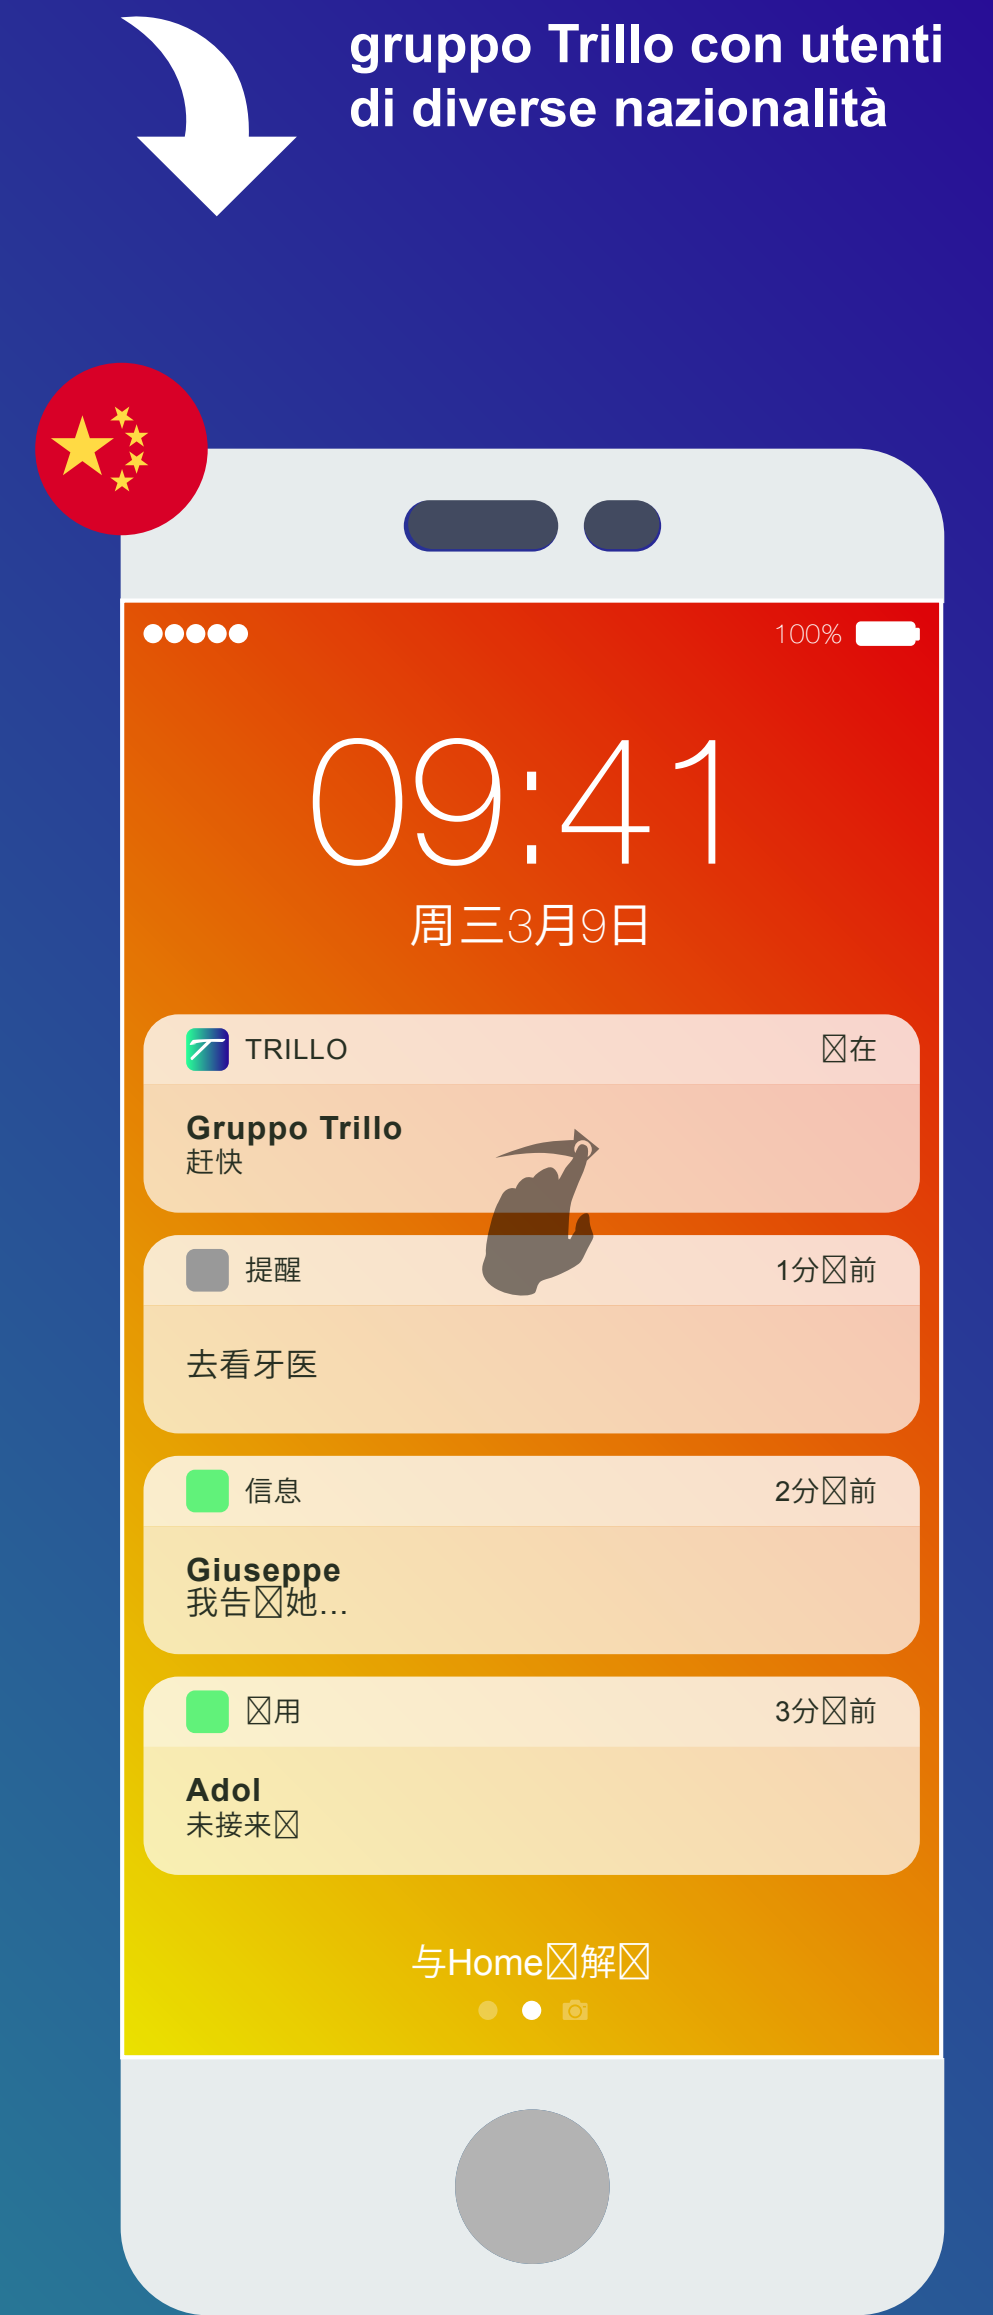 gruppo Trillo con utenti
di diverse nazionalità
100%
09:41
周三3月9日
TRILLO
在
Gruppo Trillo
赶快
提醒
1分前
去看牙医
信息
2分前
Giuseppe
我告她...
用
3分前
Adol
未接来
与Home解